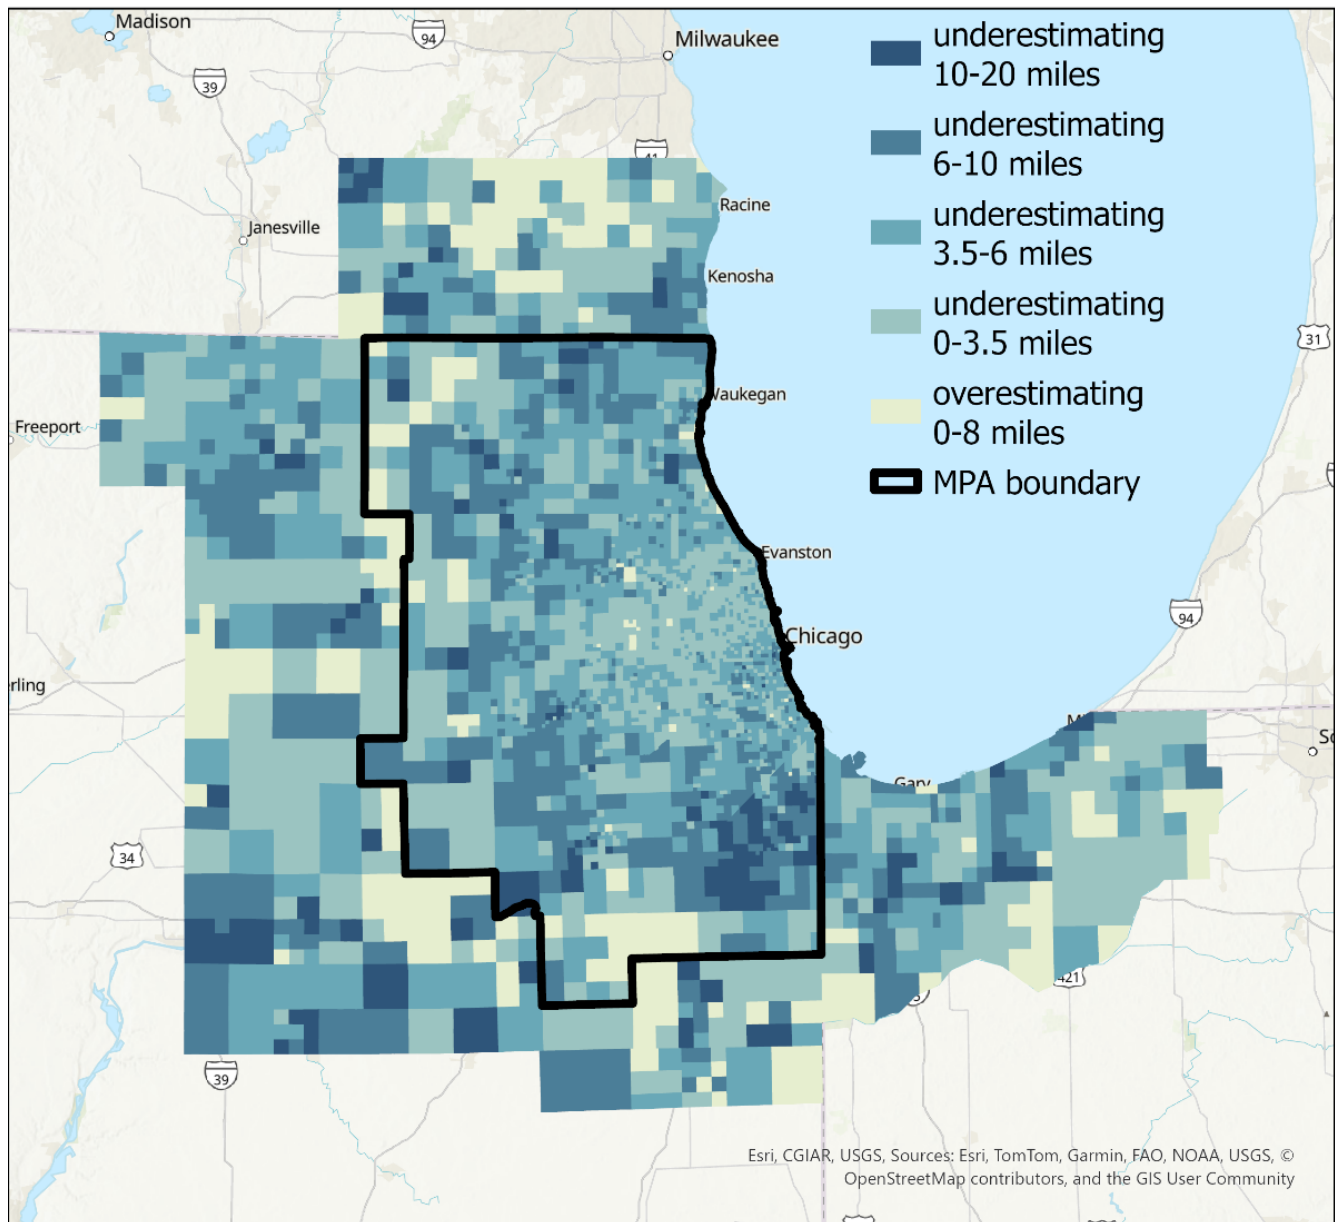 Madison
94
Milwaukee
39
41
Racine
Janesville
Kenosha
Waukegan
Freeport
Evanston
Chicago
94
31
Gary
34
421
39
underestimating
10-20 miles
underestimating
6-10 miles
underestimating
3.5-6 miles
underestimating
0-3.5 miles
overestimating
0-8 miles
MPA boundary
Esri, CGIAR, USGS, Sources: Esri, TomTom, Garmin, FAO, NOAA, USGS, ©
OpenStreetMap contributors, and the GIS User Community